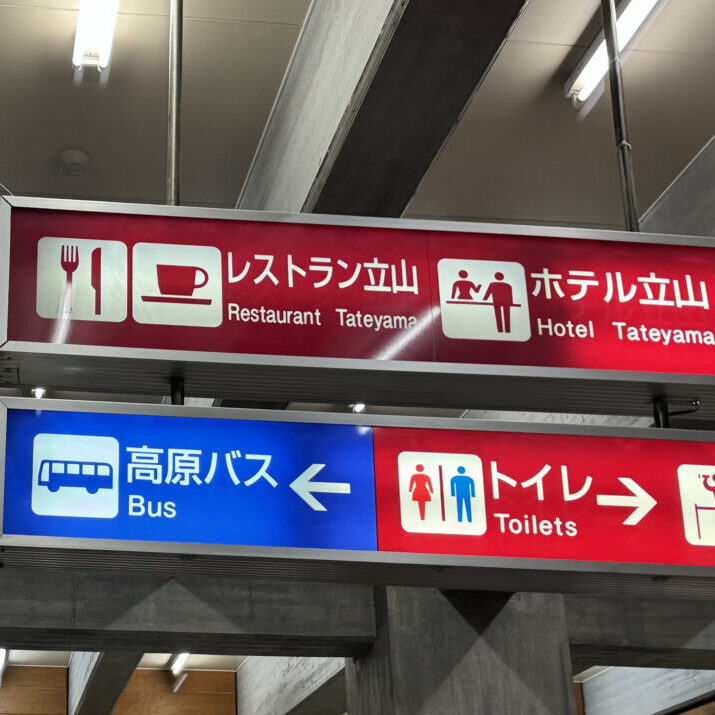 レストラン立山
Restaurant Tateyama
ホテル立山
Hotel Tateyama
高原バス
Bus
トイレ
Toilets